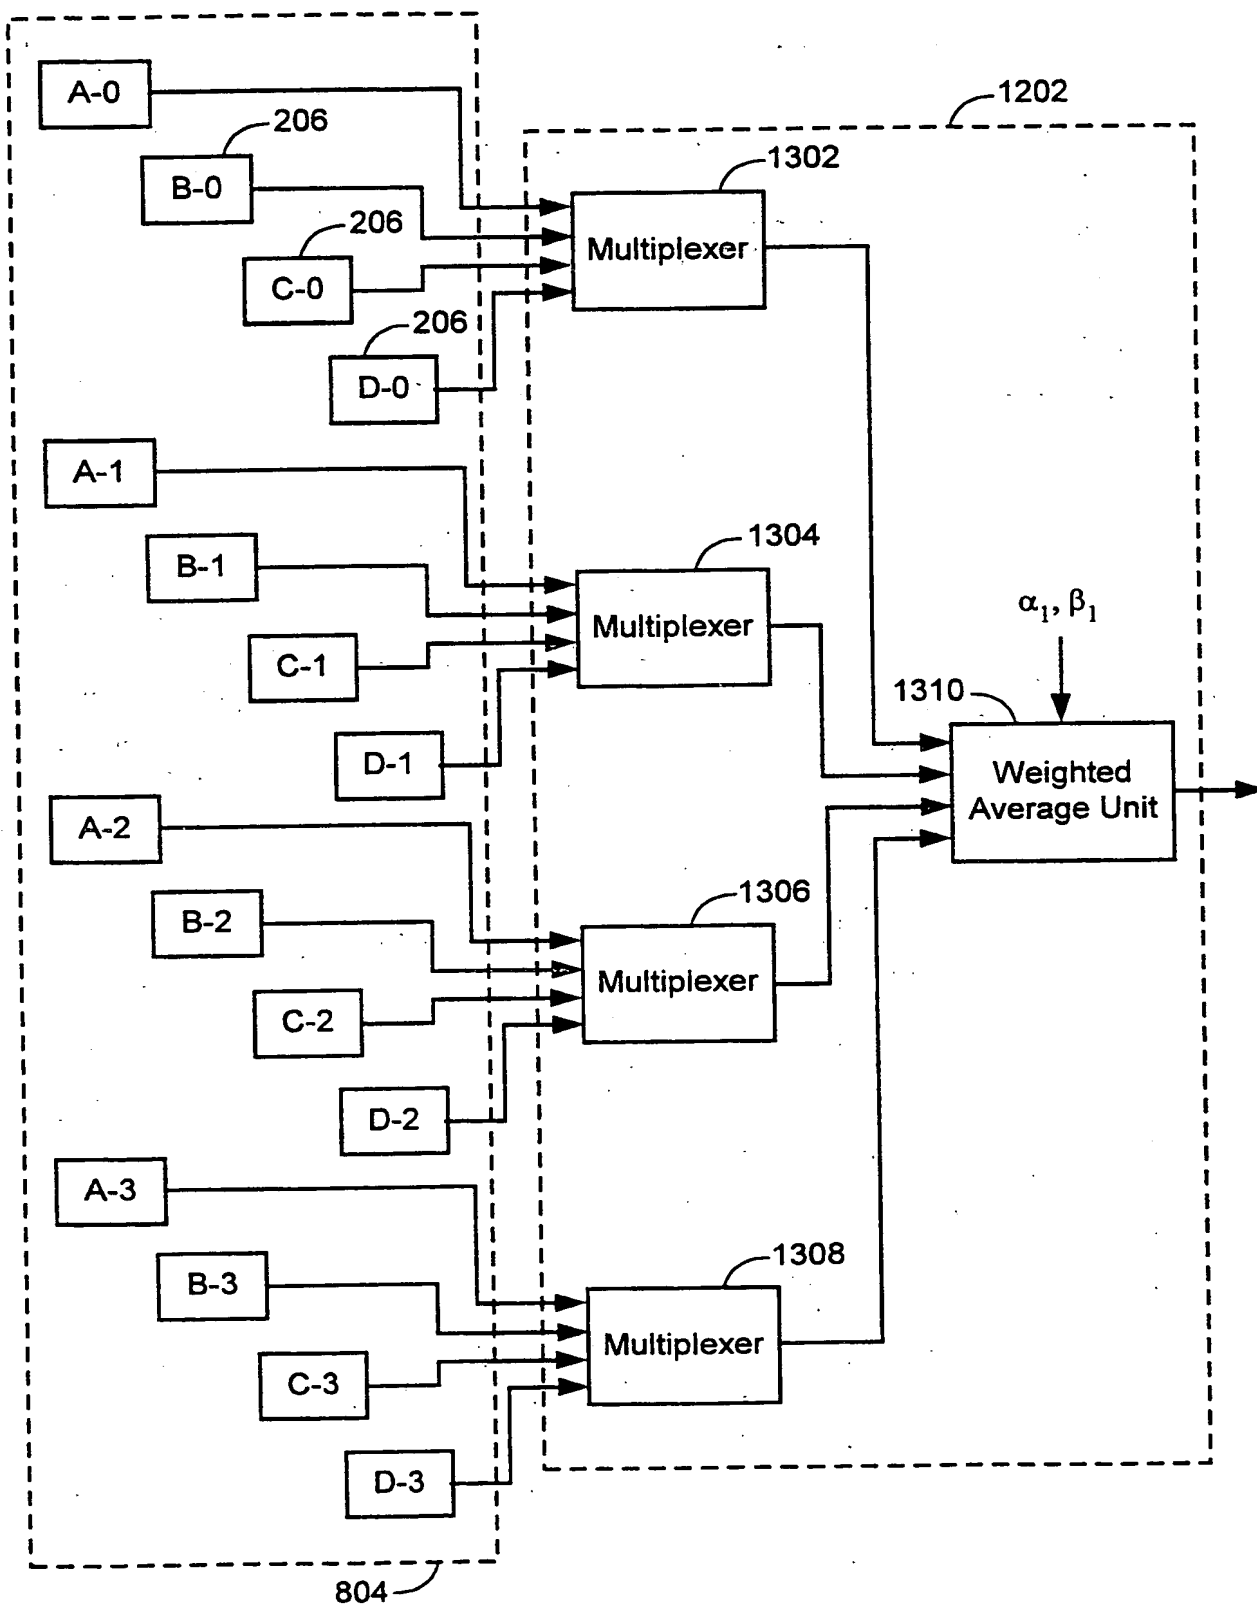 A-0
1202
206
1302
B-0
206
Multiplexer
C-0
206
D-0
A-1
1304
B-1
α₁, β₁
Multiplexer
C-1
1310
D-1
Weighted
Average Unit
A-2
1306
B-2
Multiplexer
C-2
D-2
A-3
1308
B-3
Multiplexer
C-3
D-3
804